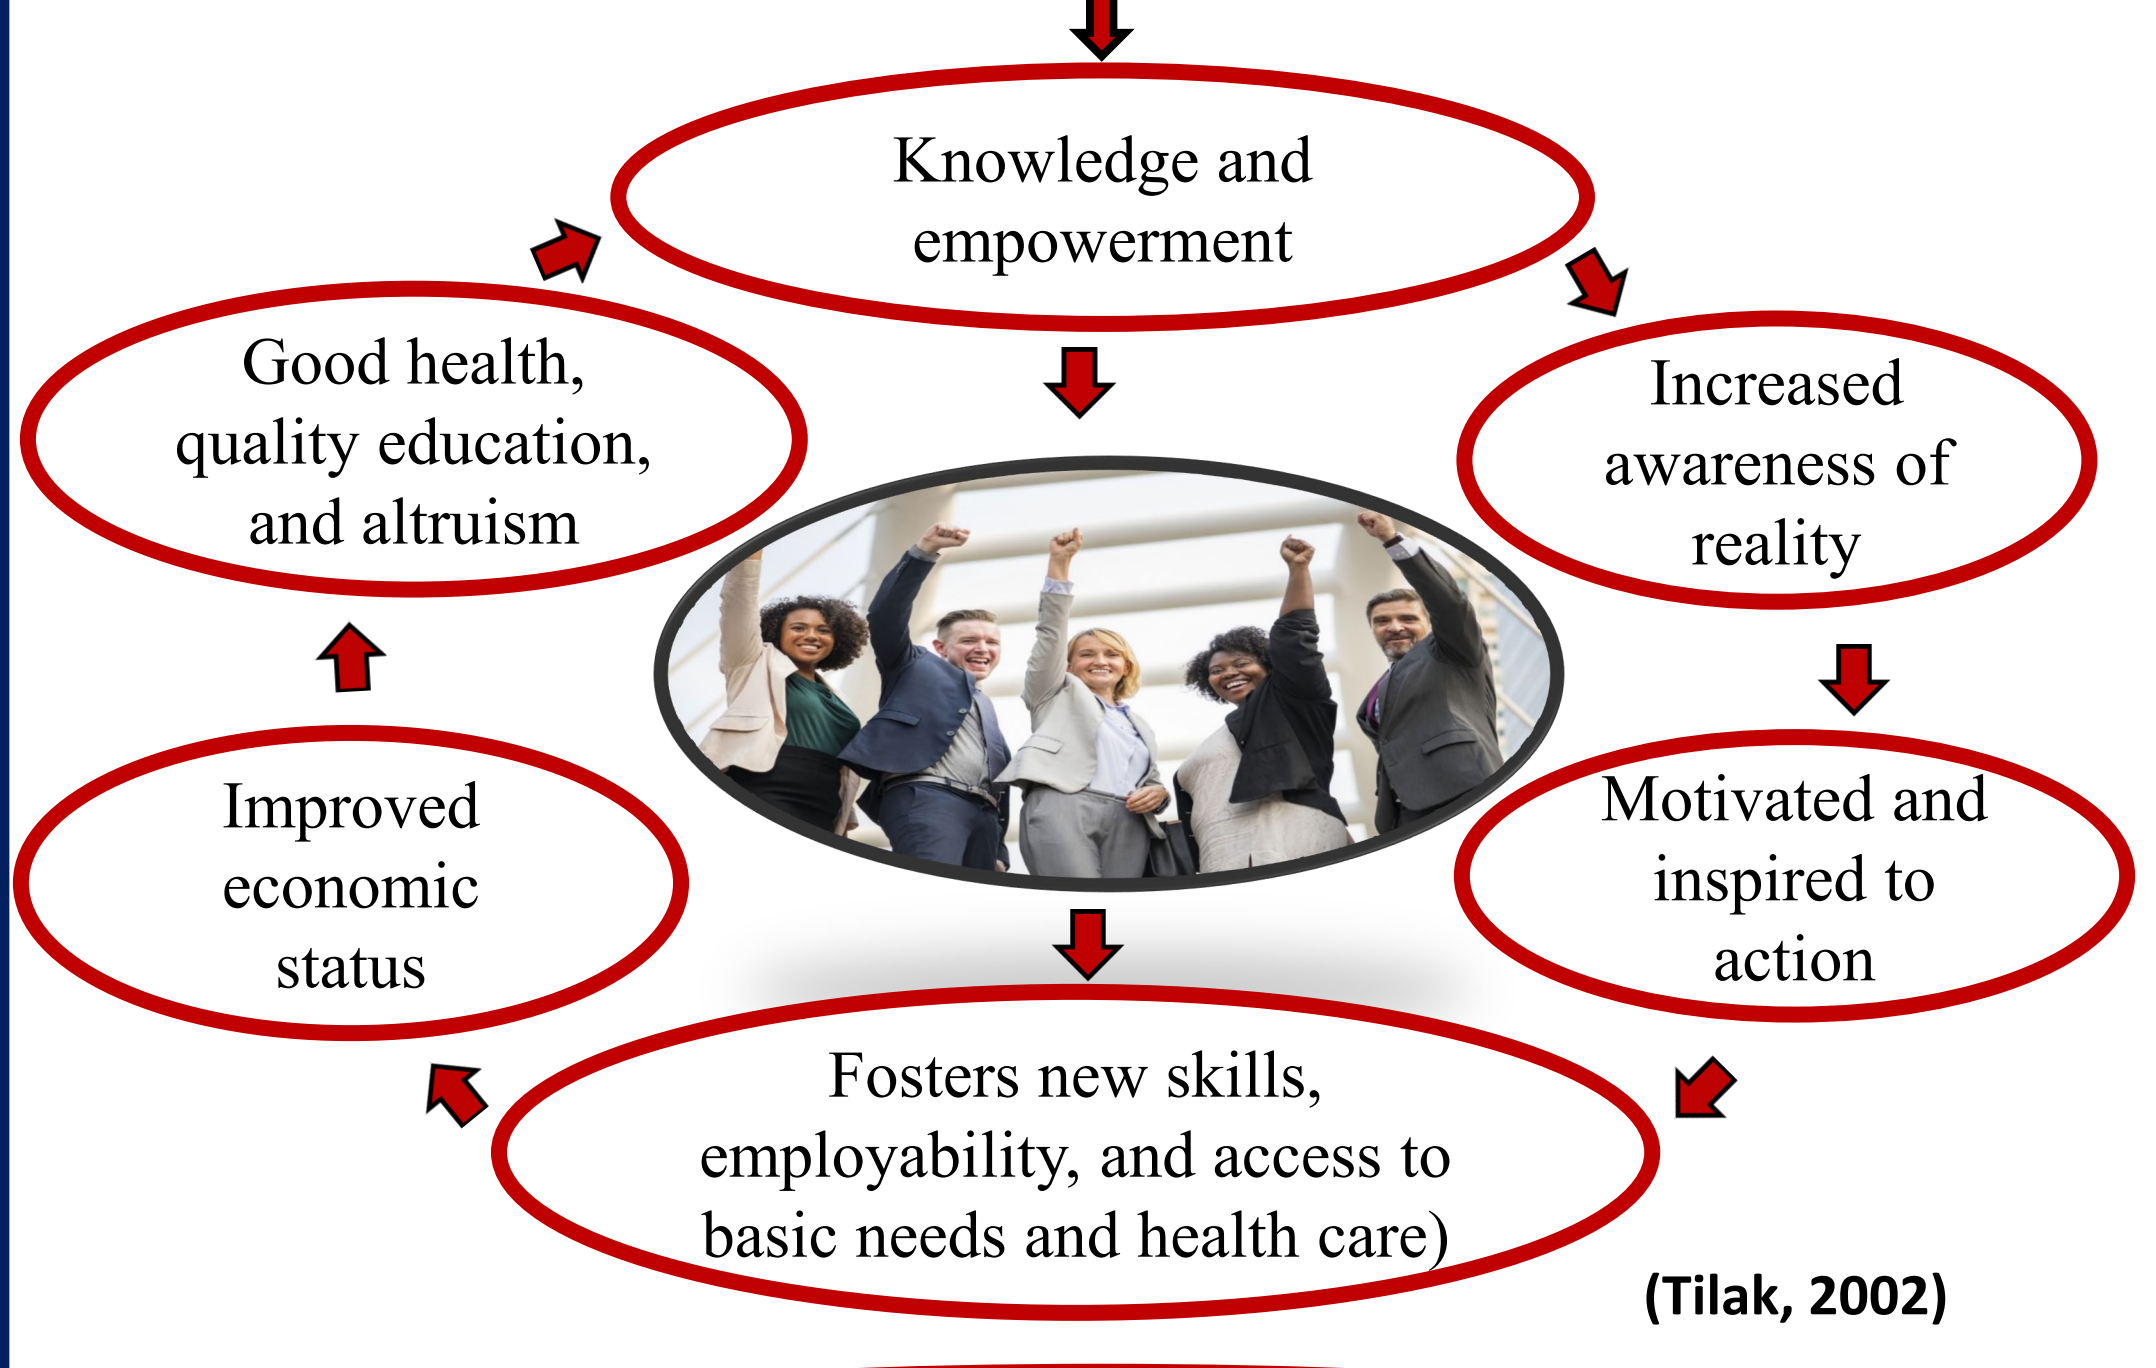 Knowledge and
empowerment
Increased
awareness of
reality
Motivated and
inspired to
action
Fosters new skills,
employability, and access to
basic needs and health care)
Improved
economic
status
Good health,
quality education,
and altruism
(Tilak, 2002)